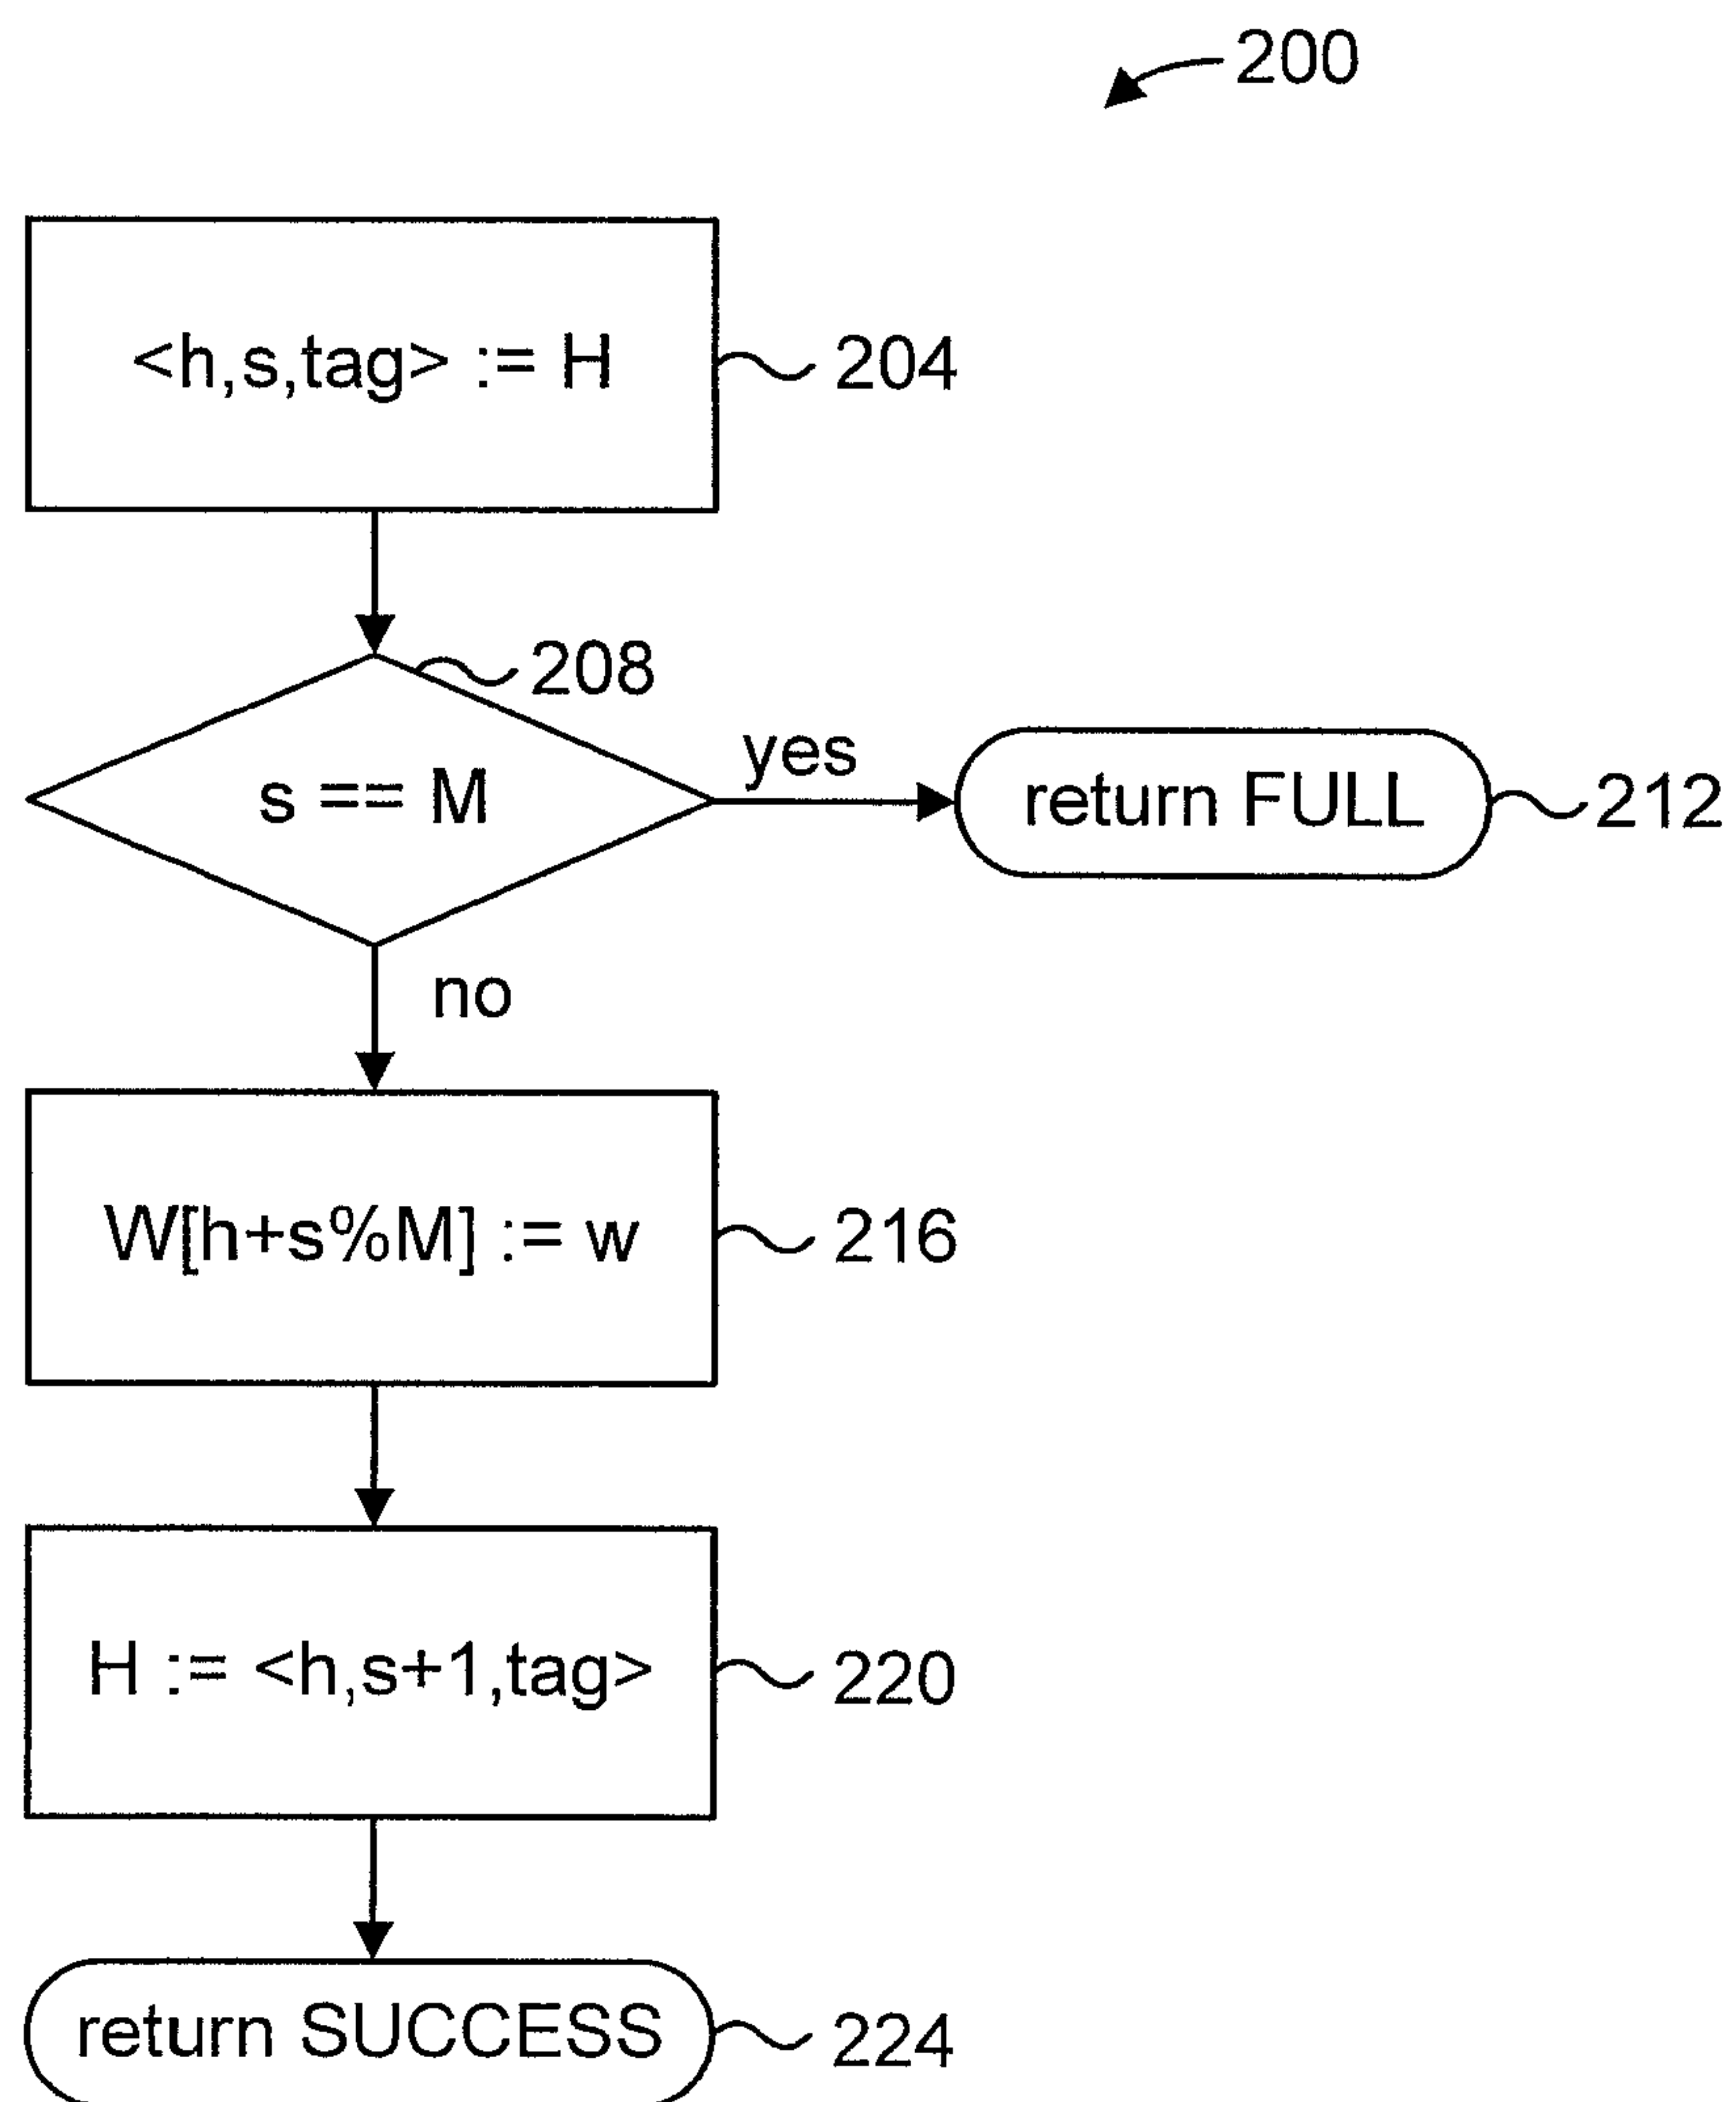 200
<h,s,tag> := H
204
208
s == M
yes
return FULL
212
no
W[h+s%M] := w
216
H := <h,s+1,tag>
220
return SUCCESS
224